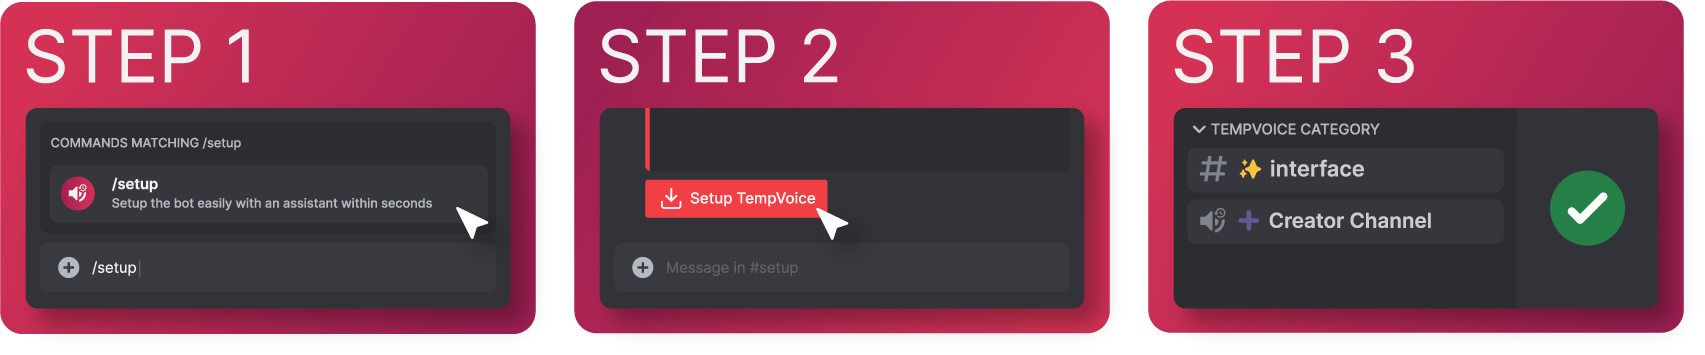 STEP 1
COMMANDS MATCHING /setup
/setup
Setup the bot easily with an assistant within seconds
/setup
STEP 2
Setup TempVoice
Message in #setup
STEP 3
TEMPVOICE CATEGORY
# ✨ interface
Creator Channel